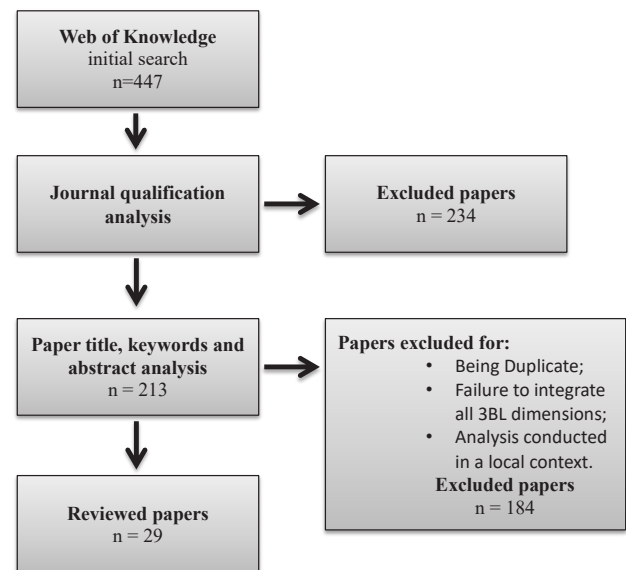 Web of Knowledge
initial search
n=447
Journal qualification
analysis
Excluded papers
n = 234
Paper title, keywords and
abstract analysis
n = 213
Papers excluded for:
• Being Duplicate;
• Failure to integrate
all 3BL dimensions;
• Analysis conducted
in a local context.
Excluded papers
n = 184
Reviewed papers
n = 29